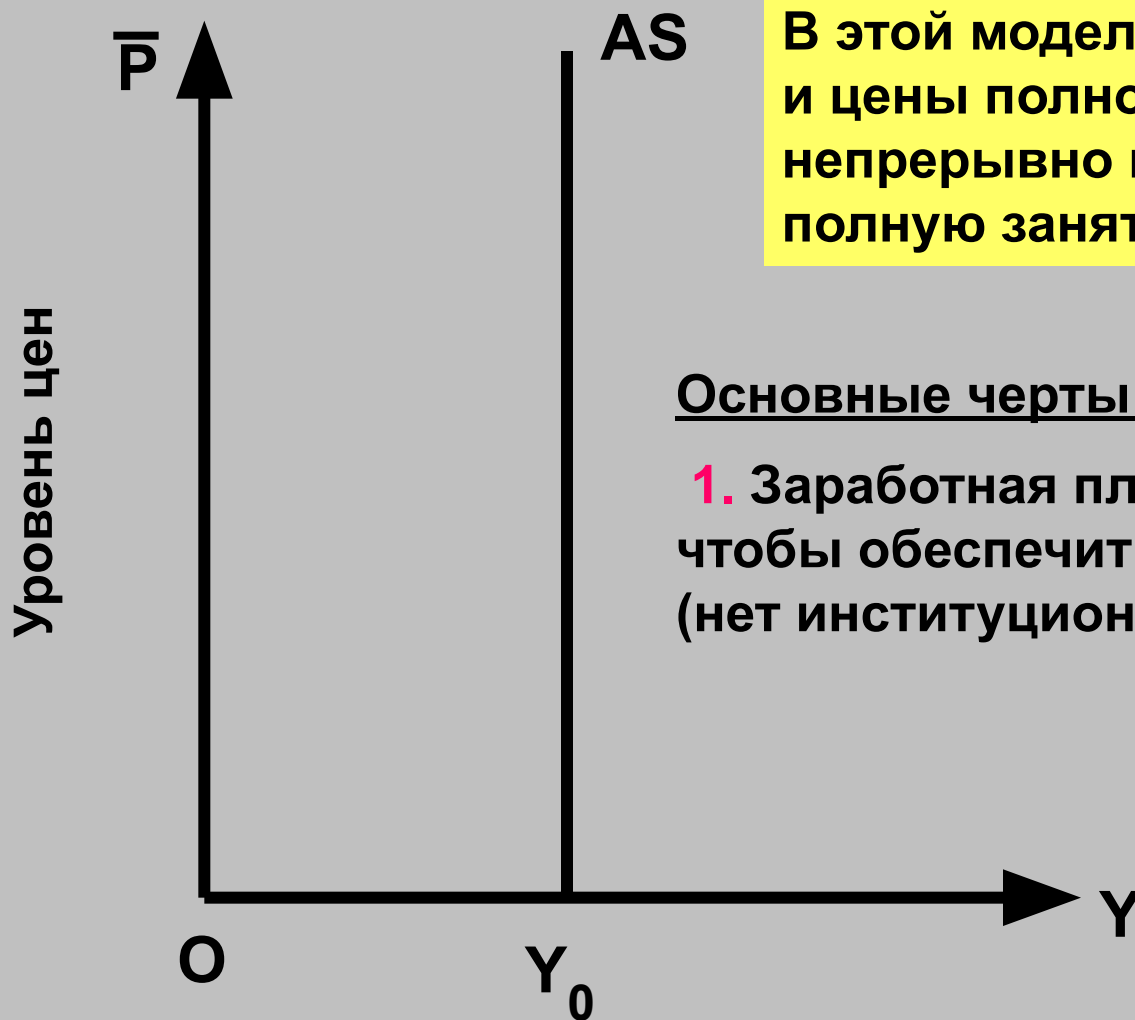 P̅
AS
В этой модел
и цены полно
непрерывно
полную занят
Уровень цен
Основные черты
1. Заработная пл
чтобы обеспечит
(нет институцион
Y
O
Y₀